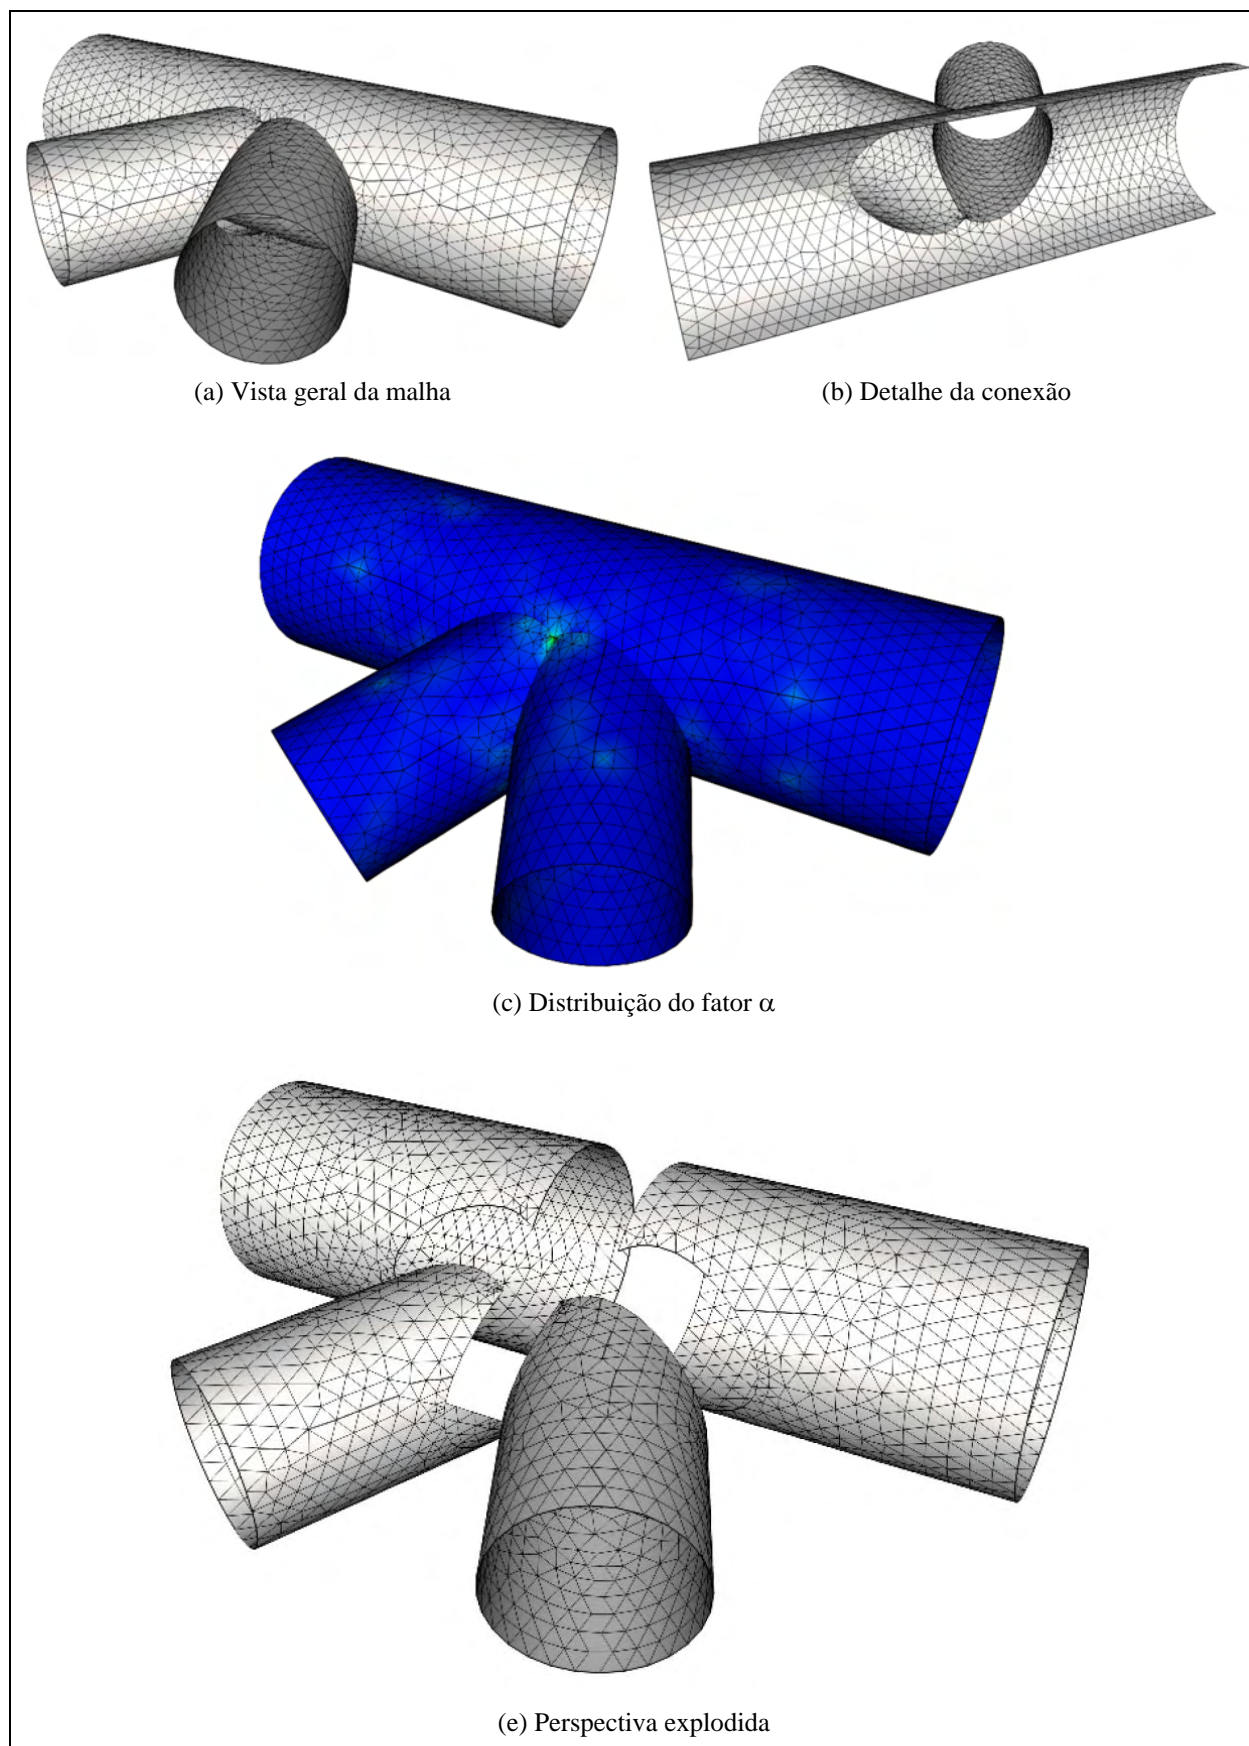 (a) Vista geral da malha
(b) Detalhe da conexão
(c) Distribuição do fator α
(e) Perspectiva explodida